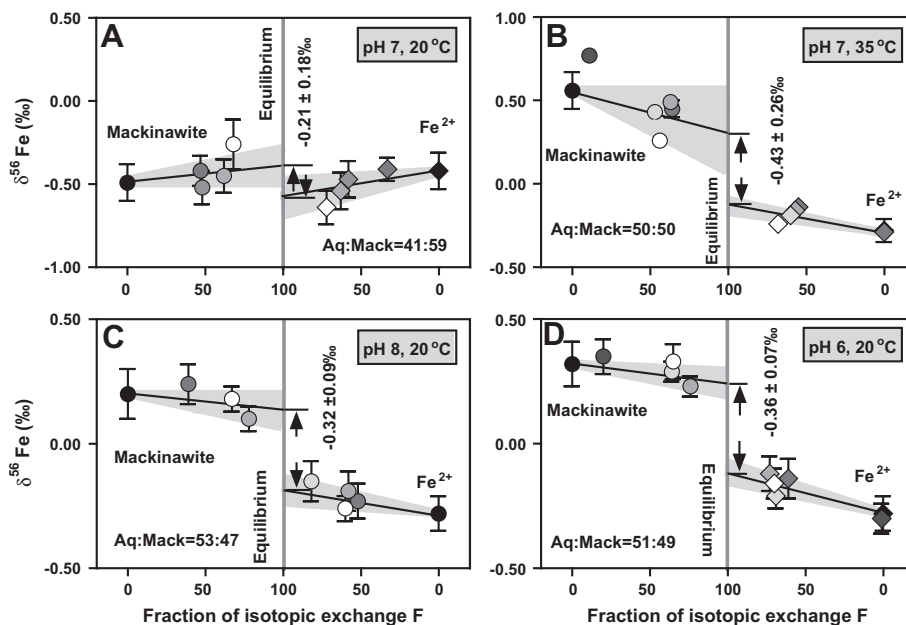 A
pH 7, 20 °C
0.50
0.00
-0.50
-1.00
δ56 Fe (‰)
Mackinawite
Equilibrium
-0.21 ± 0.18‰
Fe2+
Aq:Mack=41:59
0 50 100 50 0
B
pH 7, 35 °C
1.00
0.50
0.00
-0.50
Mackinawite
Equilibrium
-0.43 ± 0.26‰
Fe2+
Aq:Mack=50:50
0 50 100 50 0
C
pH 8, 20 °C
0.50
0.00
-0.50
δ56 Fe (‰)
Mackinawite
Equilibrium
-0.32 ±0.09‰
Fe2+
Aq:Mack=53:47
0 50 100 50 0
Fraction of isotopic exchange F
D
pH 6, 20 °C
0.50
0.00
-0.50
Mackinawite
Equilibrium
-0.36 ± 0.07‰
Fe2+
Aq:Mack=51:49
0 50 100 50 0
Fraction of isotopic exchange F